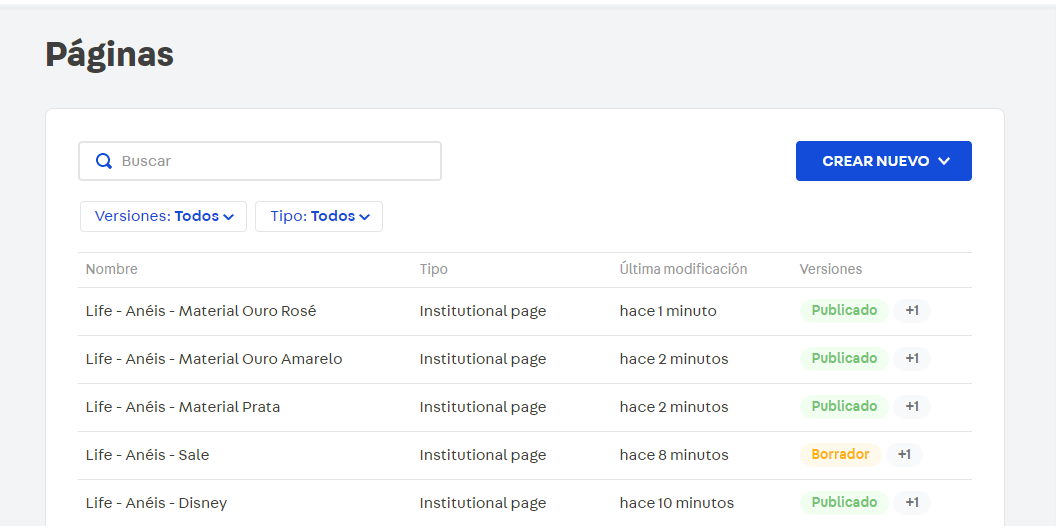 Páginas
Buscar
CREAR NUEVO
Versiones: Todos
Tipo: Todos
Nombre Tipo Última modificación Versiones
Life - Anéis - Material Ouro Rosé Institutional page hace 1 minuto Publicado +1
Life - Anéis - Material Ouro Amarelo Institutional page hace 2 minutos Publicado +1
Life - Anéis - Material Prata Institutional page hace 2 minutos Publicado +1
Life - Anéis - Sale Institutional page hace 8 minutos Borrador +1
Life - Anéis - Disney Institutional page hace 10 minutos Publicado +1